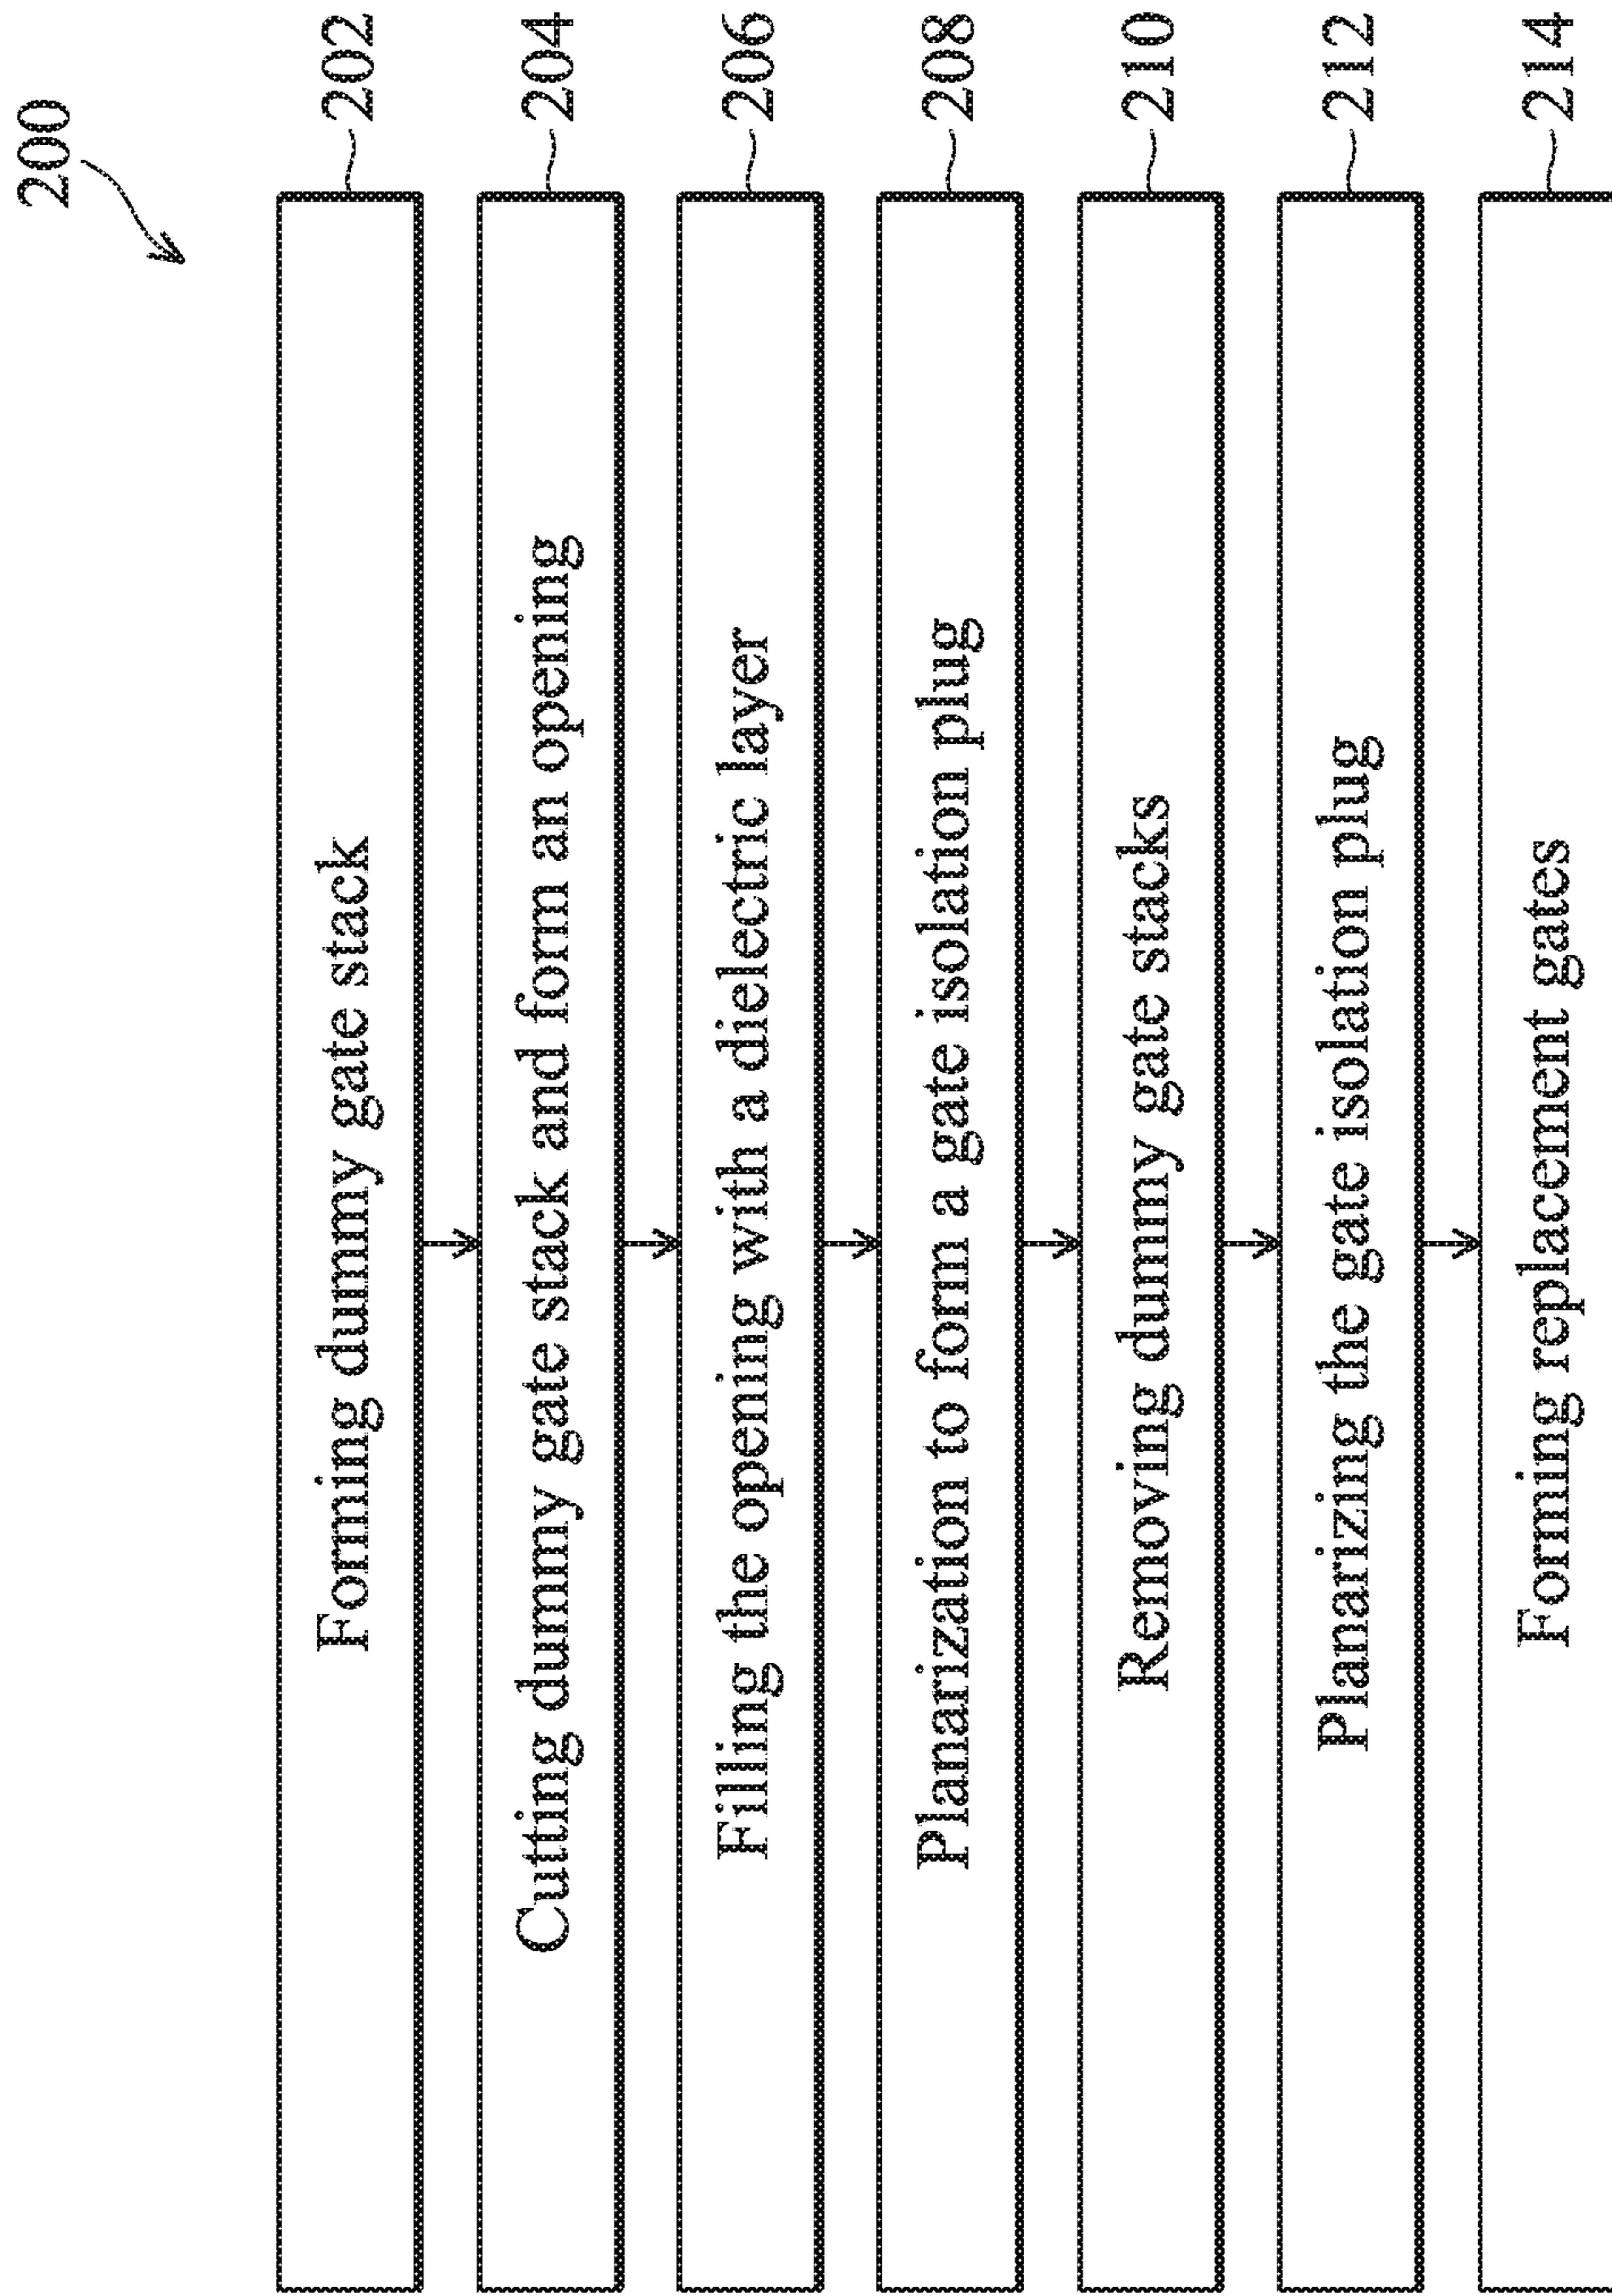 200
Forming dummy gate stack
202
Cutting dummy gate stack and form an opening
204
Filling the opening with a dielectric layer
206
Planarization to form a gate isolation plug
208
Removing dummy gate stacks
210
Planarizing the gate isolation plug
212
Forming replacement gates
214